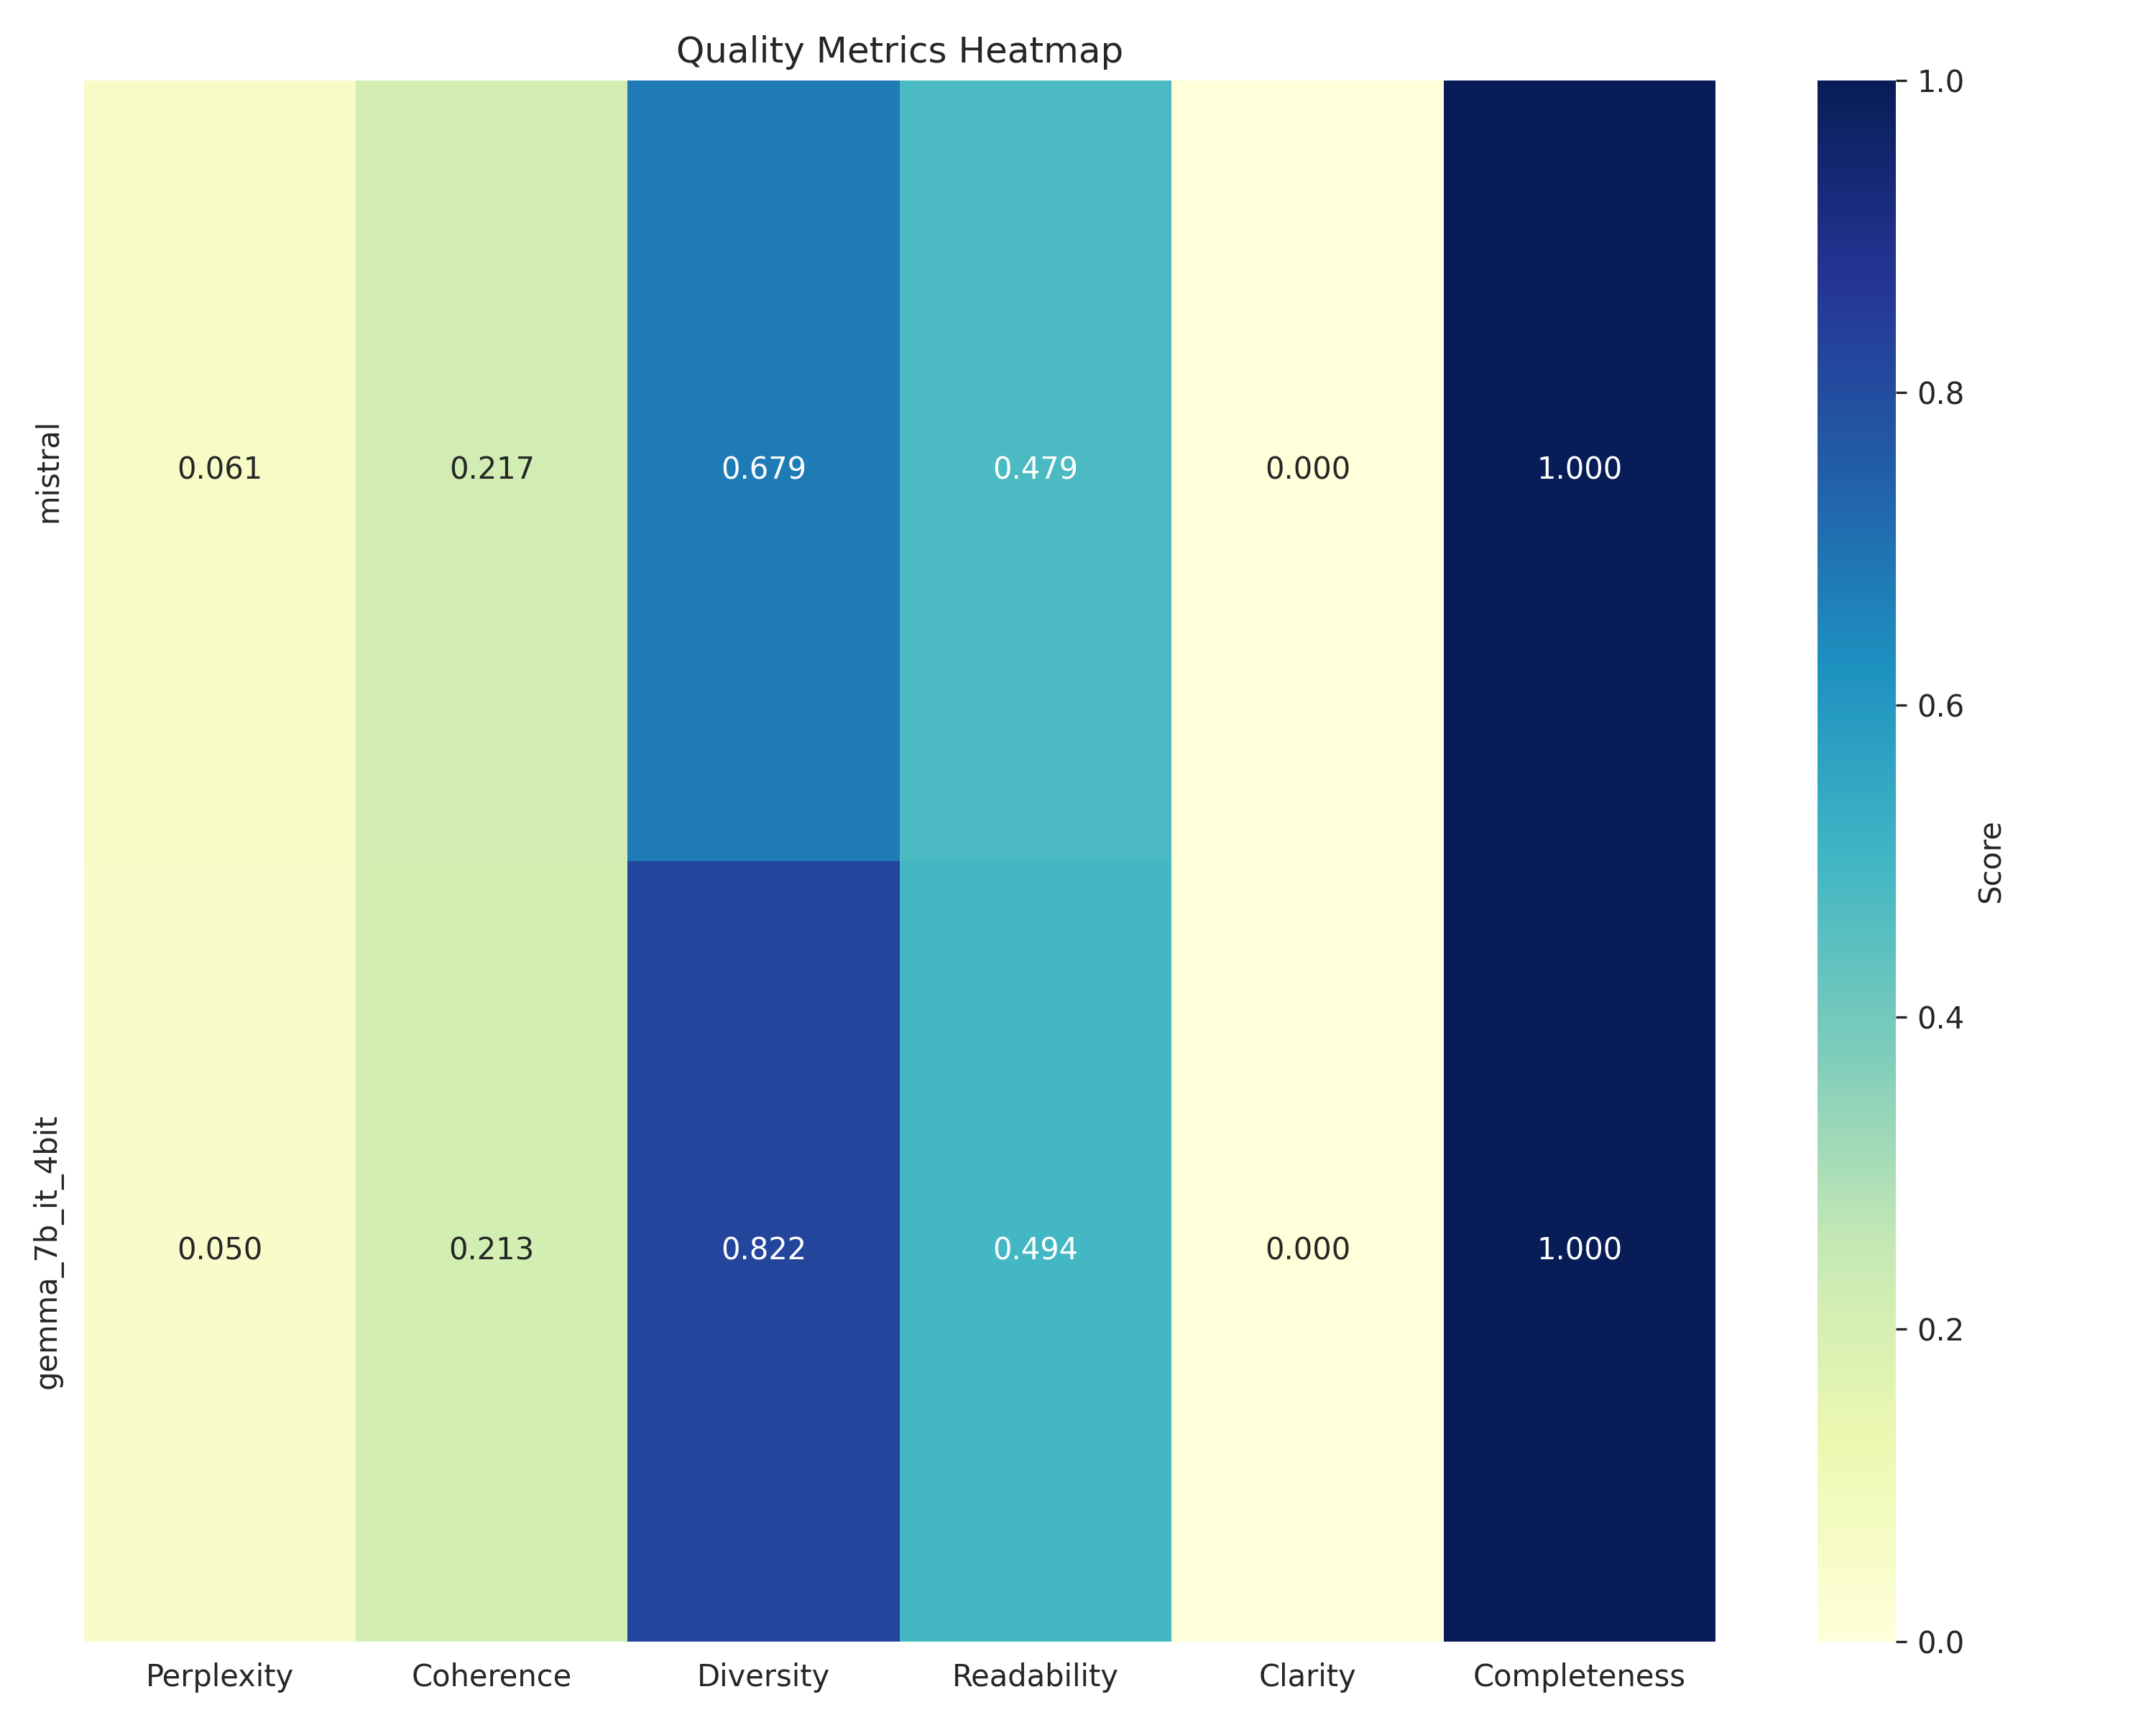 Quality Metrics Heatmap
mistral
0.061 0.217 0.679 0.479 0.000 1.000
gemma_7b_it_4bit
0.050 0.213 0.822 0.494 0.000 1.000
Perplexity Coherence Diversity Readability Clarity Completeness
1.0
0.8
0.6
0.4
0.2
0.0
Score